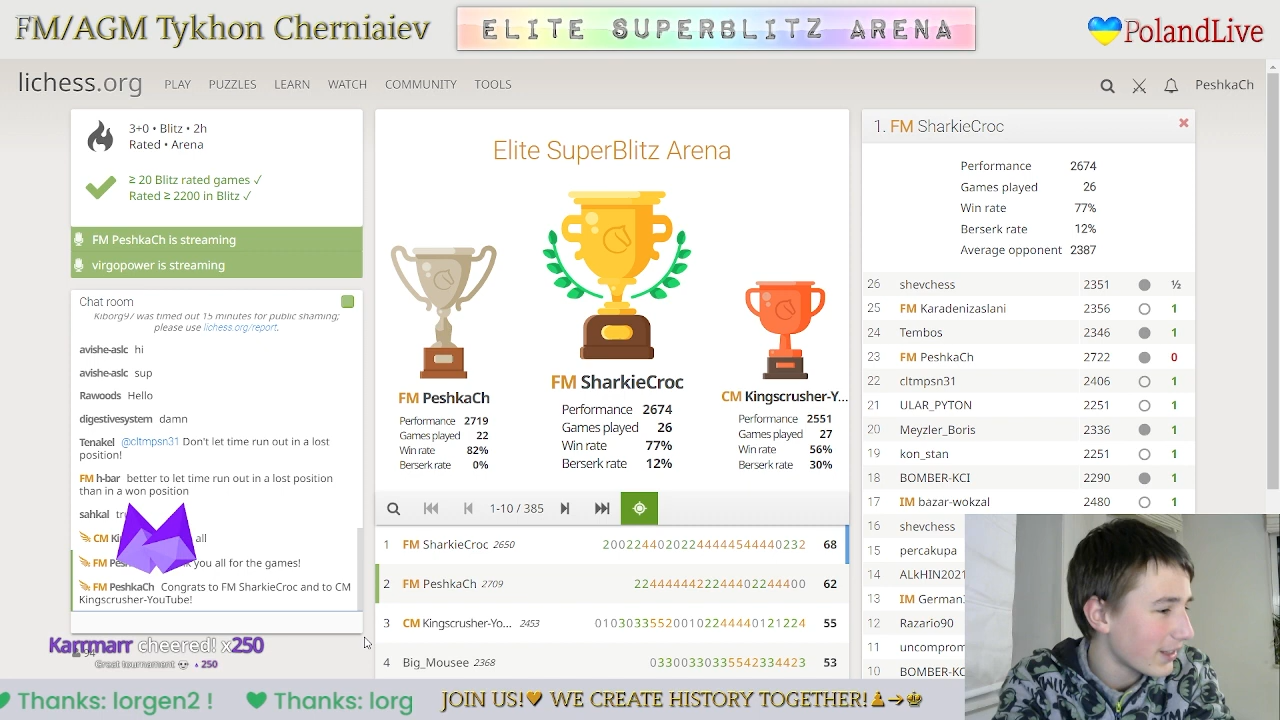 FM/AGM Tykhon Cherniaiev
ELITE SUPERBLITZ ARENA
PolandLive
lichess.org
PLAY
PUZZLES
LEARN
WATCH
COMMUNITY
TOOLS
PeshkaCh
3+0 • Blitz • 2h
Rated • Arena
≥ 20 Blitz rated games ✓
Rated ≥ 2200 in Blitz ✓
FM PeshkaCh is streaming
virgopower is streaming
Chat room
Kiborg97 was timed out 15 minutes for public shaming;
please use lichess.org/report.
avishe-aslc hi
avishe-aslc sup
Rawoods Hello
digestivesystem damn
Tenakel @cltmpsn31 Don't let time run out in a lost
position!
FM h-bar better to let time run out in a lost position
than in a won position
sahkal
CM all
FM you all for the games!
FM PeshkaCh Congrats to FM SharkieCroc and to CM
Kingscrusher-YouTube!
Karrmarr cheered! x250
Great tournament 250
Elite SuperBlitz Arena
FM PeshkaCh
Performance 2719
Games played 22
Win rate 82%
Berserk rate 0%
FM SharkieCroc
Performance 2674
Games played 26
Win rate 77%
Berserk rate 12%
CM Kingscrusher-Y...
Performance 2551
Games played 27
Win rate 56%
Berserk rate 30%
1-10 / 385
1 FM SharkieCroc 2650 20022440202244444544440232 68
2 FM PeshkaCh 2709 2244444422244402244400 62
3 CM Kingscrusher-Yo... 2453 010303355200102244440121224 55
4 Big_Mousee 2368 0330033033554233442​3 53
1. FM SharkieCroc
Performance 2674
Games played 26
Win rate 77%
Berserk rate 12%
Average opponent 2387
26 shevchess 2351 ½
25 FM Karadenizaslani 2356 1
24 Tembos 2346 1
23 FM PeshkaCh 2722 0
22 cltmpsn31 2406 1
21 ULAR_PYTON 2251 1
20 Meyzler_Boris 2336 1
19 kon_stan 2251 1
18 BOMBER-KCI 2290 1
17 IM bazar-wokzal 2480 1
16 shevchess
15 percakupa
14 ALkHIN2021
13 IM German
12 Razario90
11 uncomprom
10 BOMBER-KC
Thanks: lorgen2 !
Thanks: lorg
JOIN US! WE CREATE HISTORY TOGETHER!